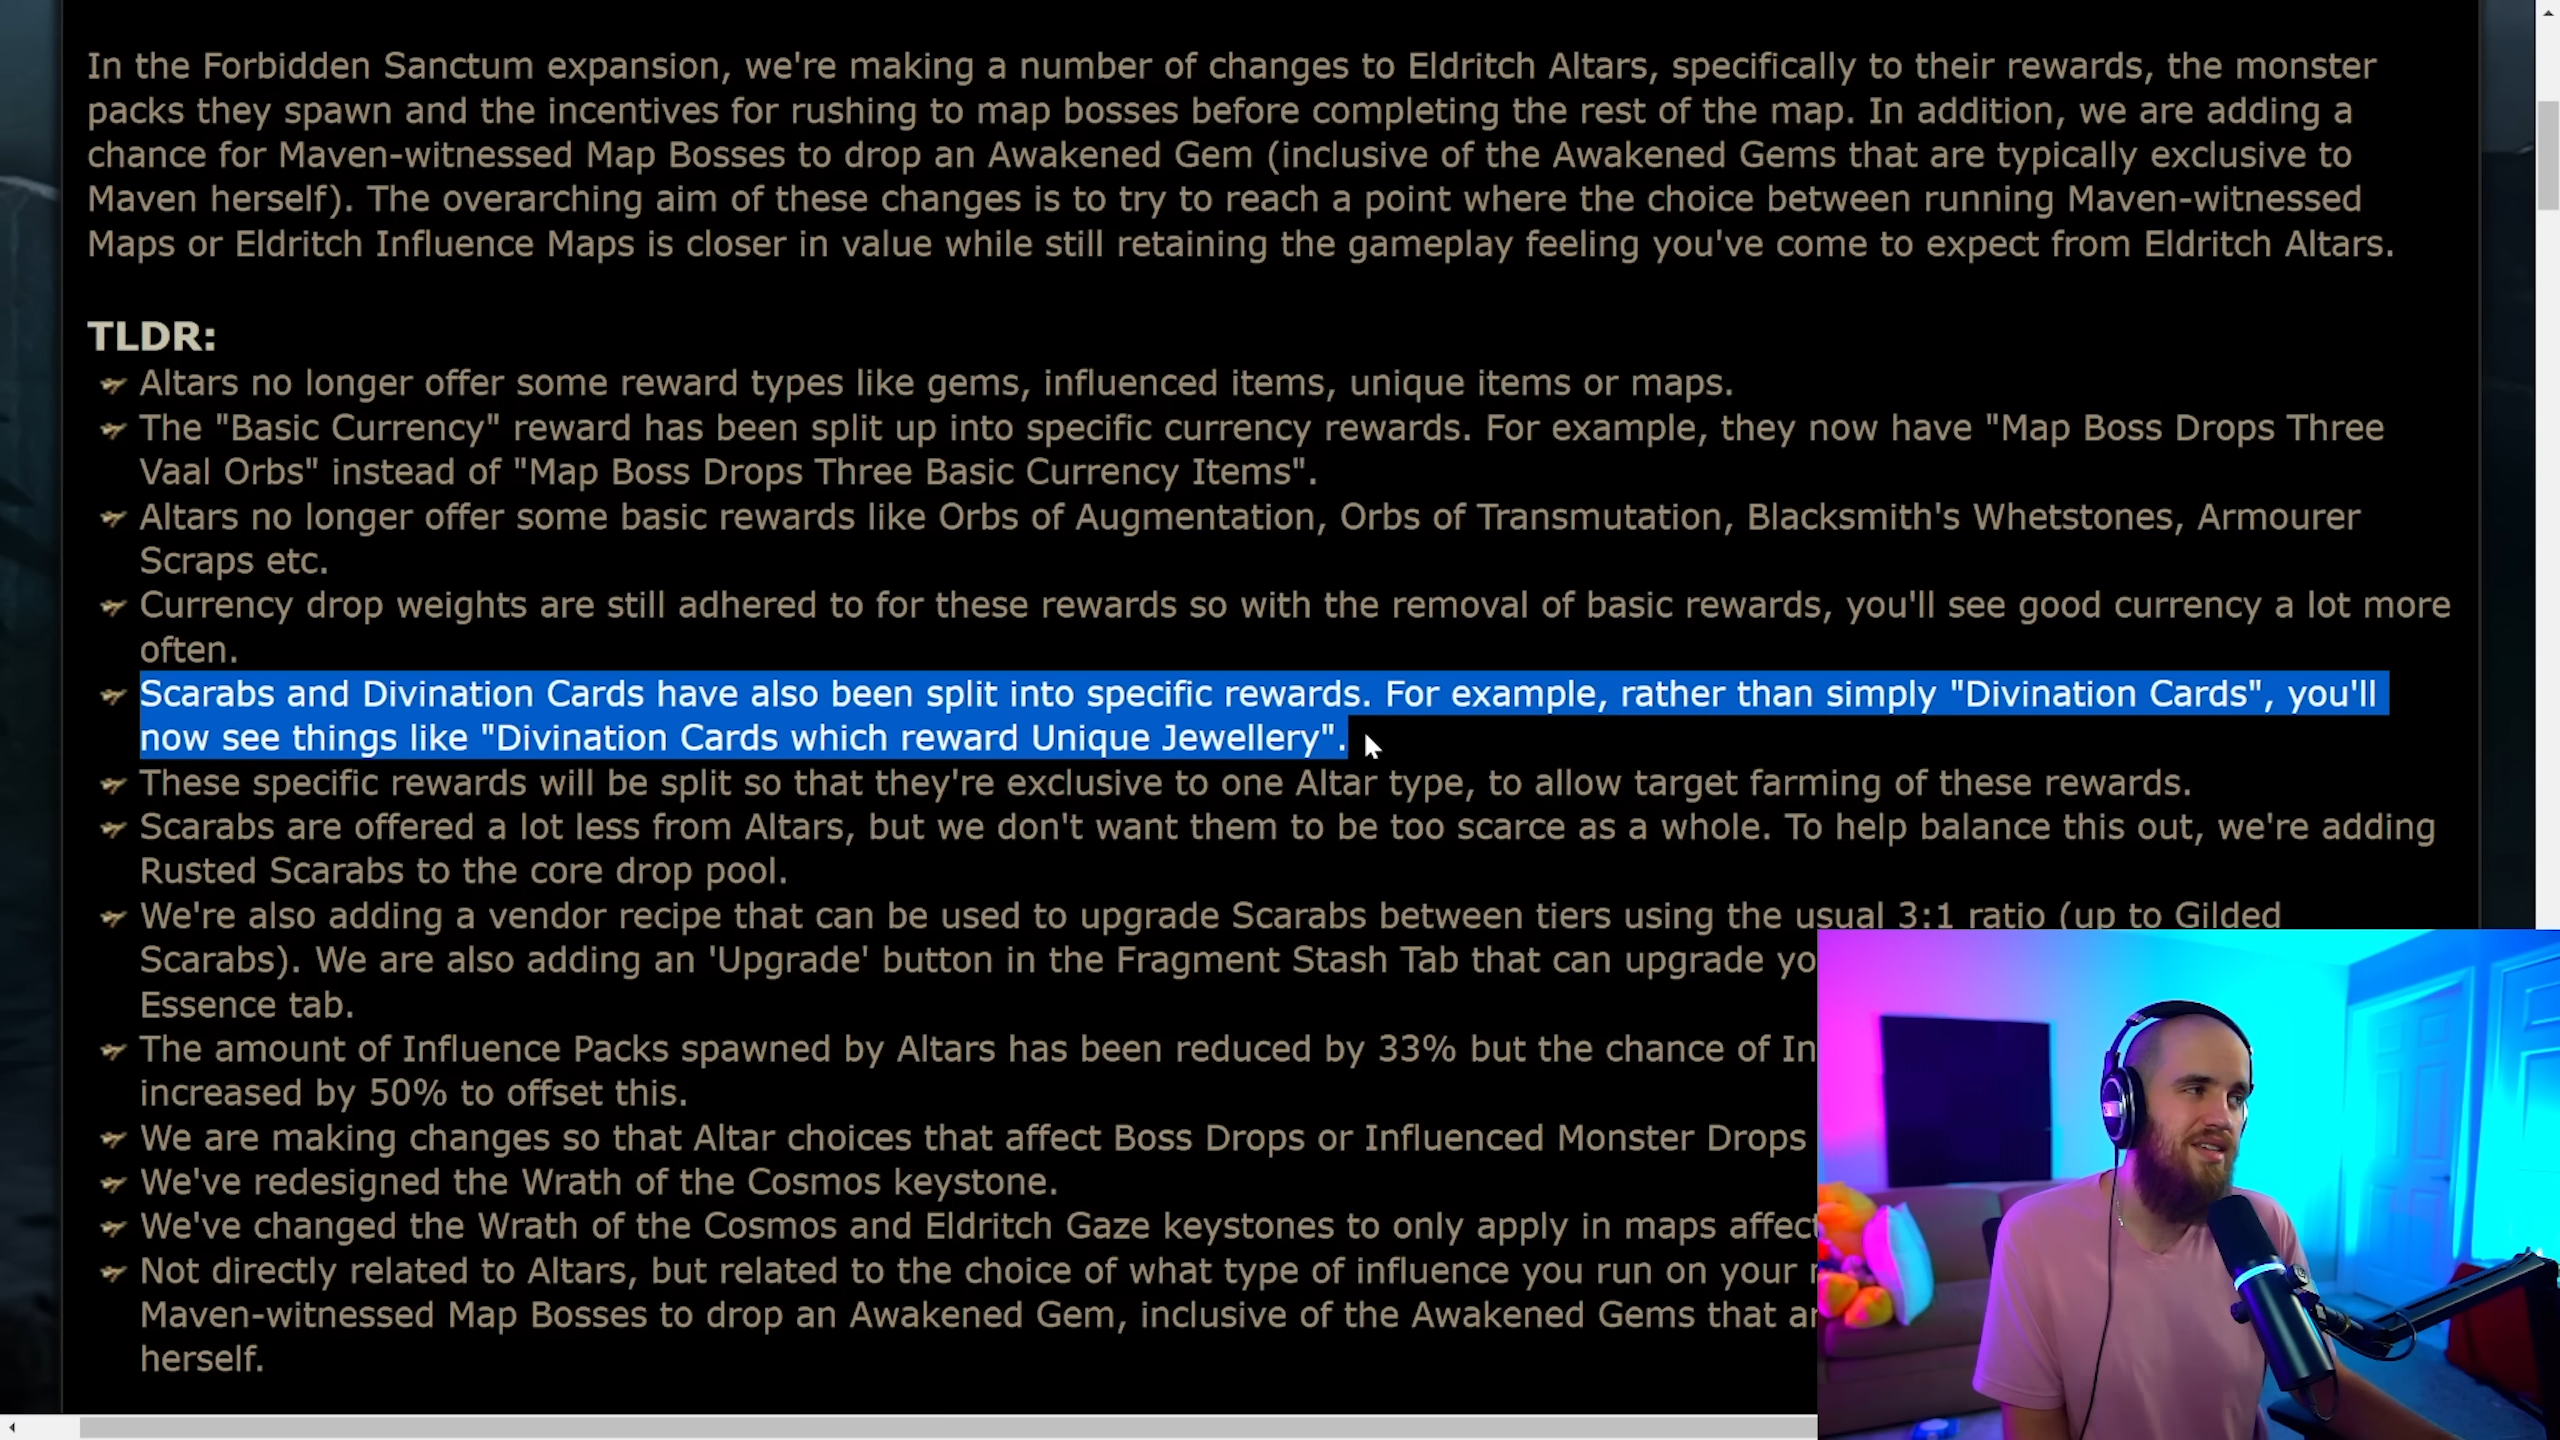 In the Forbidden Sanctum expansion, we're making a number of changes to Eldritch Altars, specifically to their rewards, the monster
packs they spawn and the incentives for rushing to map bosses before completing the rest of the map. In addition, we are adding a
chance for Maven-witnessed Map Bosses to drop an Awakened Gem (inclusive of the Awakened Gems that are typically exclusive to
Maven herself). The overarching aim of these changes is to try to reach a point where the choice between running Maven-witnessed
Maps or Eldritch Influence Maps is closer in value while still retaining the gameplay feeling you've come to expect from Eldritch Altars.
TLDR:
Altars no longer offer some reward types like gems, influenced items, unique items or maps.
The "Basic Currency" reward has been split up into specific currency rewards. For example, they now have "Map Boss Drops Three
Vaal Orbs" instead of "Map Boss Drops Three Basic Currency Items".
Altars no longer offer some basic rewards like Orbs of Augmentation, Orbs of Transmutation, Blacksmith's Whetstones, Armourer
Scraps etc.
Currency drop weights are still adhered to for these rewards so with the removal of basic rewards, you'll see good currency a lot more
often.
Scarabs and Divination Cards have also been split into specific rewards. For example, rather than simply "Divination Cards", you'll
now see things like "Divination Cards which reward Unique Jewellery".
These specific rewards will be split so that they're exclusive to one Altar type, to allow target farming of these rewards.
Scarabs are offered a lot less from Altars, but we don't want them to be too scarce as a whole. To help balance this out, we're adding
Rusted Scarabs to the core drop pool.
We're also adding a vendor recipe that can be used to upgrade Scarabs between tiers using the usual 3:1 ratio (up to Gilded
Scarabs). We are also adding an 'Upgrade' button in the Fragment Stash Tab that can upgrade yo
Essence tab.
The amount of Influence Packs spawned by Altars has been reduced by 33% but the chance of In
increased by 50% to offset this.
We are making changes so that Altar choices that affect Boss Drops or Influenced Monster Drops
We've redesigned the Wrath of the Cosmos keystone.
We've changed the Wrath of the Cosmos and Eldritch Gaze keystones to only apply in maps affec
Not directly related to Altars, but related to the choice of what type of influence you run on your
Maven-witnessed Map Bosses to drop an Awakened Gem, inclusive of the Awakened Gems that a
herself.